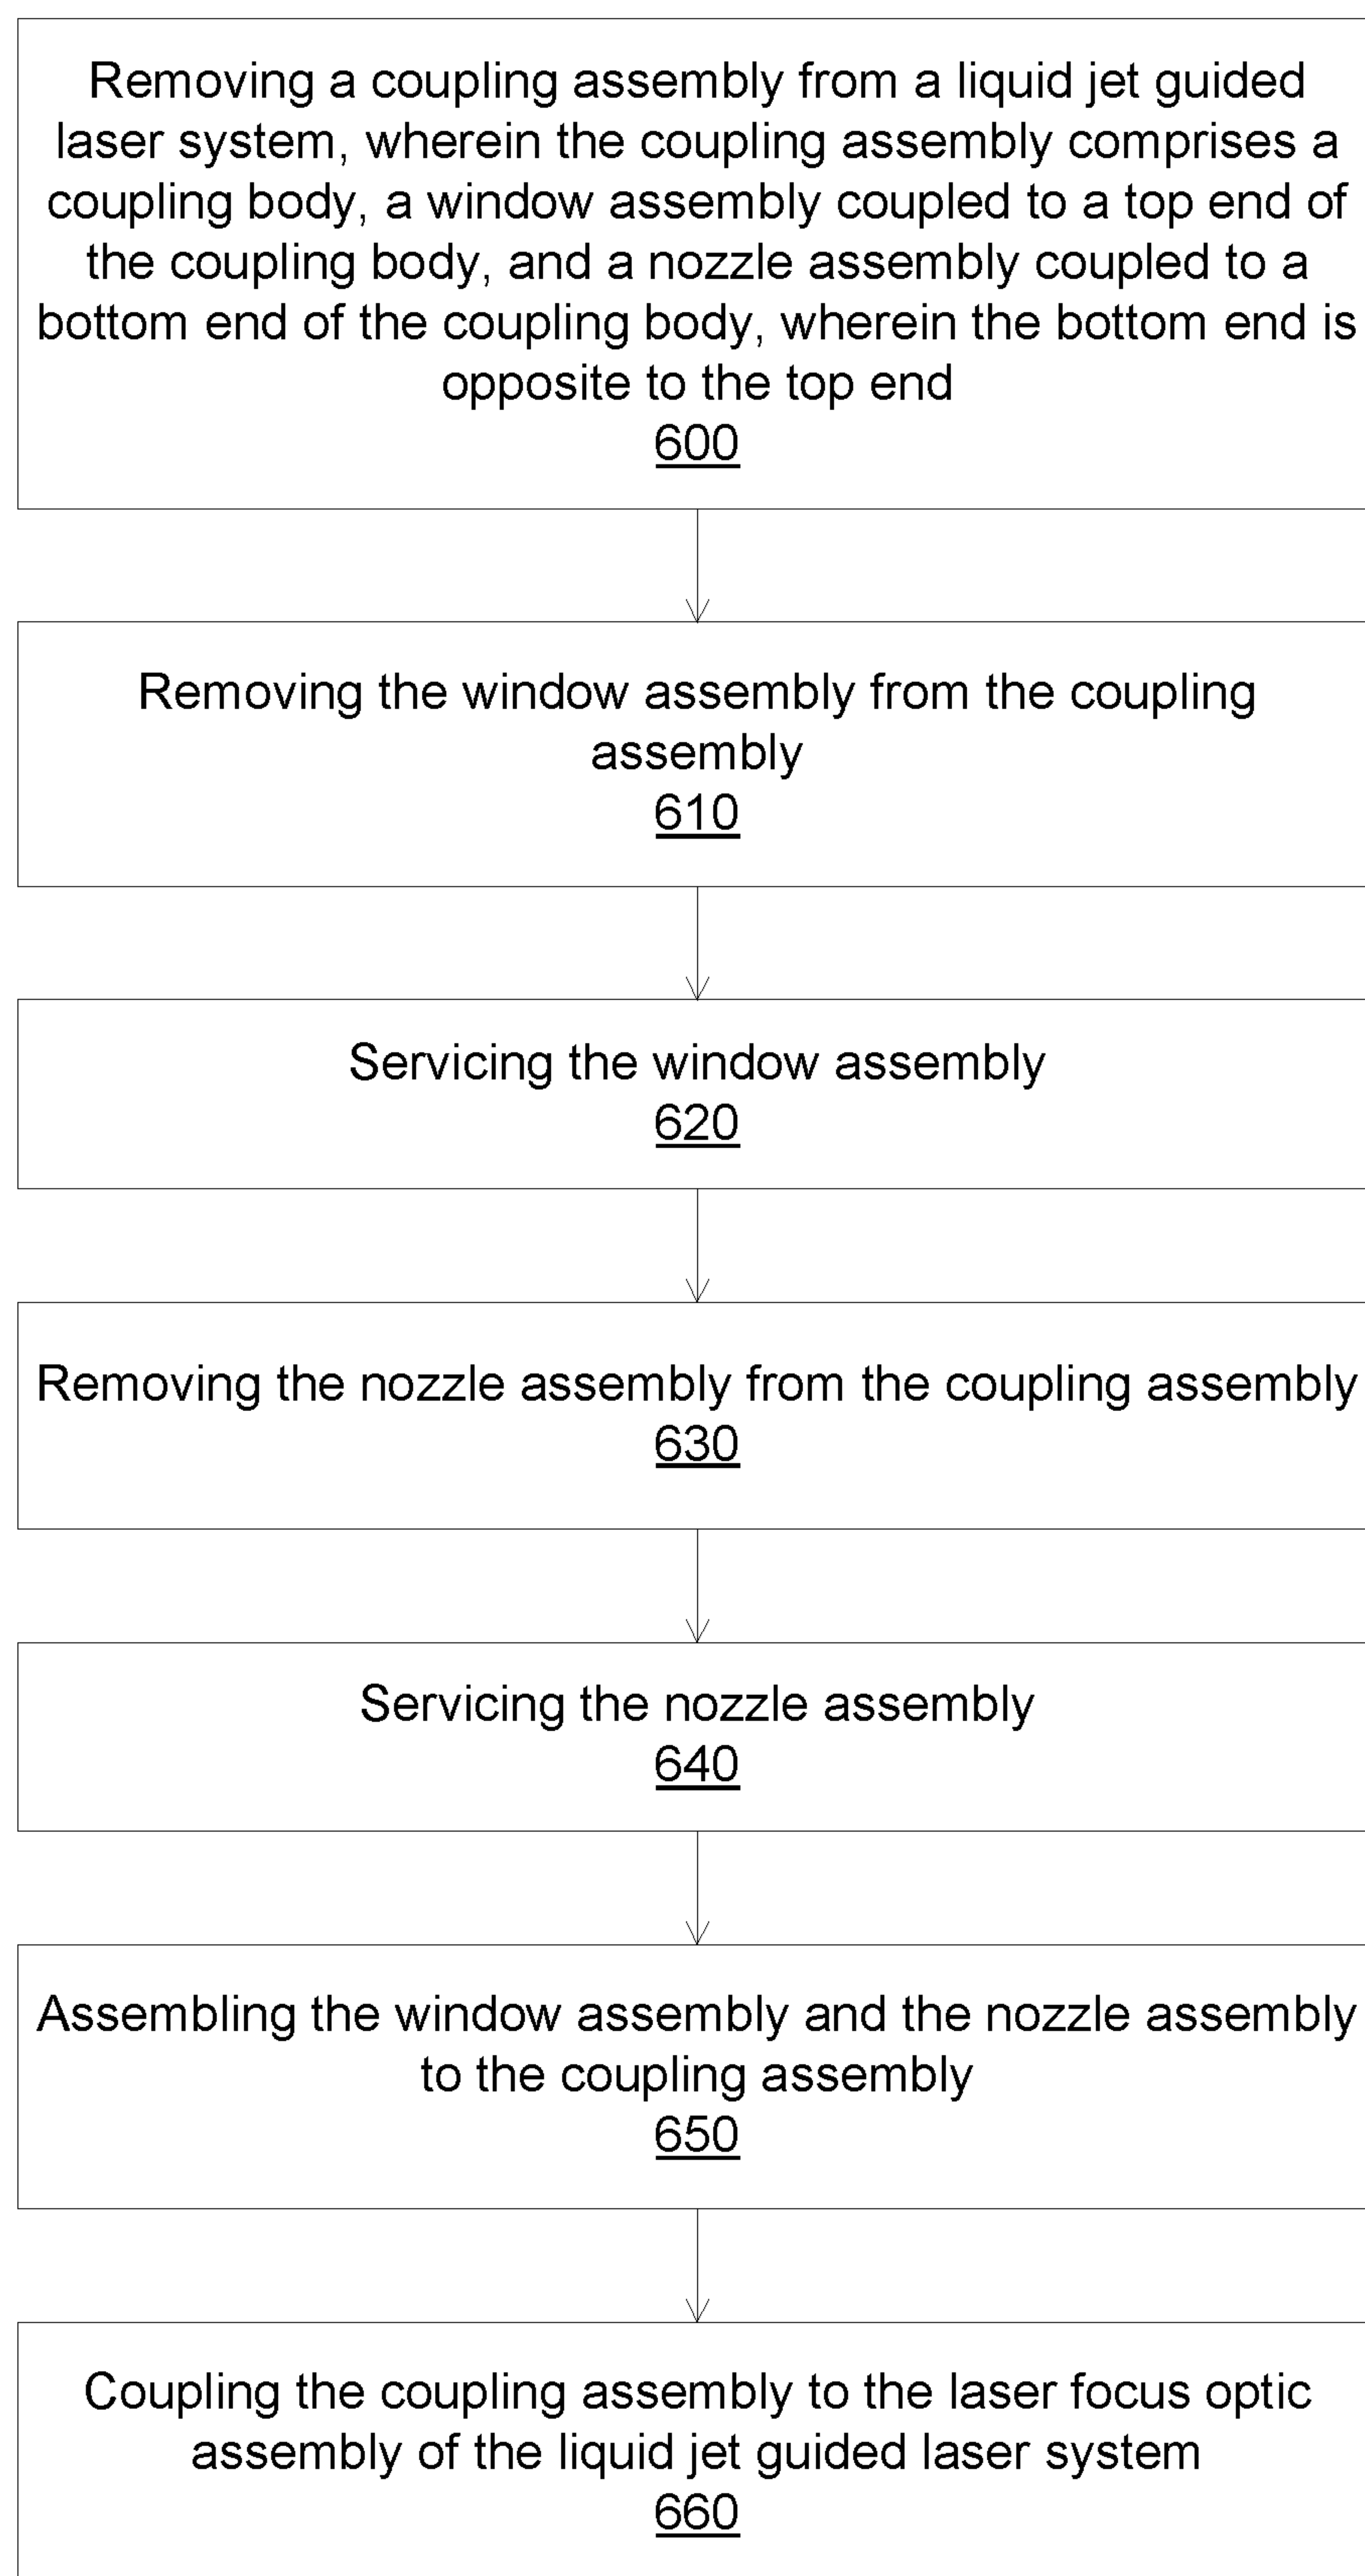 Removing a coupling assembly from a liquid jet guided
laser system, wherein the coupling assembly comprises a
coupling body, a window assembly coupled to a top end of
the coupling body, and a nozzle assembly coupled to a
bottom end of the coupling body, wherein the bottom end is
opposite to the top end
600
Removing the window assembly from the coupling
assembly
610
Servicing the window assembly
620
Removing the nozzle assembly from the coupling assembly
630
Servicing the nozzle assembly
640
Assembling the window assembly and the nozzle assembly
to the coupling assembly
650
Coupling the coupling assembly to the laser focus optic
assembly of the liquid jet guided laser system
660